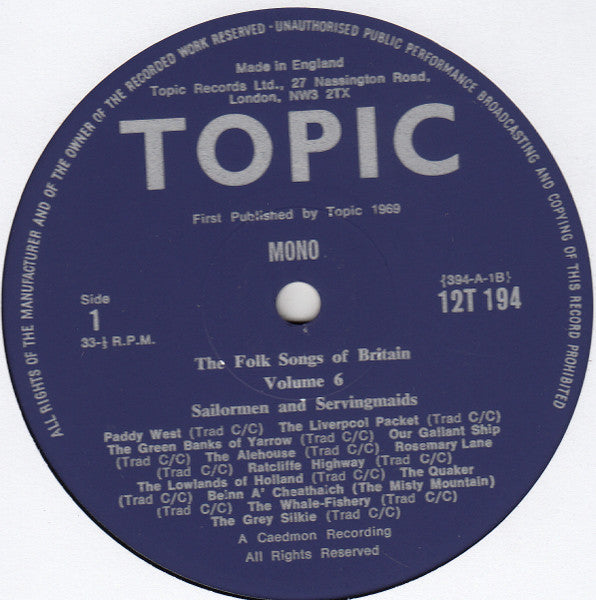 ALL RIGHTS OF THE MANUFACTURER AND OF THE OWNER OF THE RECORDED WORK RESERVED - UNAUTHORISED PUBLIC PERFORMANCE BROADCASTING AND COPYING OF THIS RECORD PROHIBITED
Made in England
Topic Records Ltd., 27 Nassington Road,
London, NW3 2TX
TOPIC
First Published by Topic 1969
MONO
Side
1
33-⅓ R.P.M.
{394-A-1B}
12T 194
The Folk Songs of Britain
Volume 6
Sailormen and Servingmaids
Paddy West (Trad C/C) The Liverpool Packet (Trad C/C)
The Green Banks of Yarrow (Trad C/C) Our Gallant Ship
(Trad C/C) The Alehouse (Trad C/C) Rosemary Lane
(Trad C/C) Ratcliffe Highway (Trad C/C)
The Lowlands of Holland (Trad C/C) The Quaker
(Trad C/C) Beinn A' Cheathaich (The Misty Mountain)
(Trad C/C) The Whale-Fishery (Trad C/C)
The Grey Silkie (Trad C/C)
A Caedmon Recording
All Rights Reserved